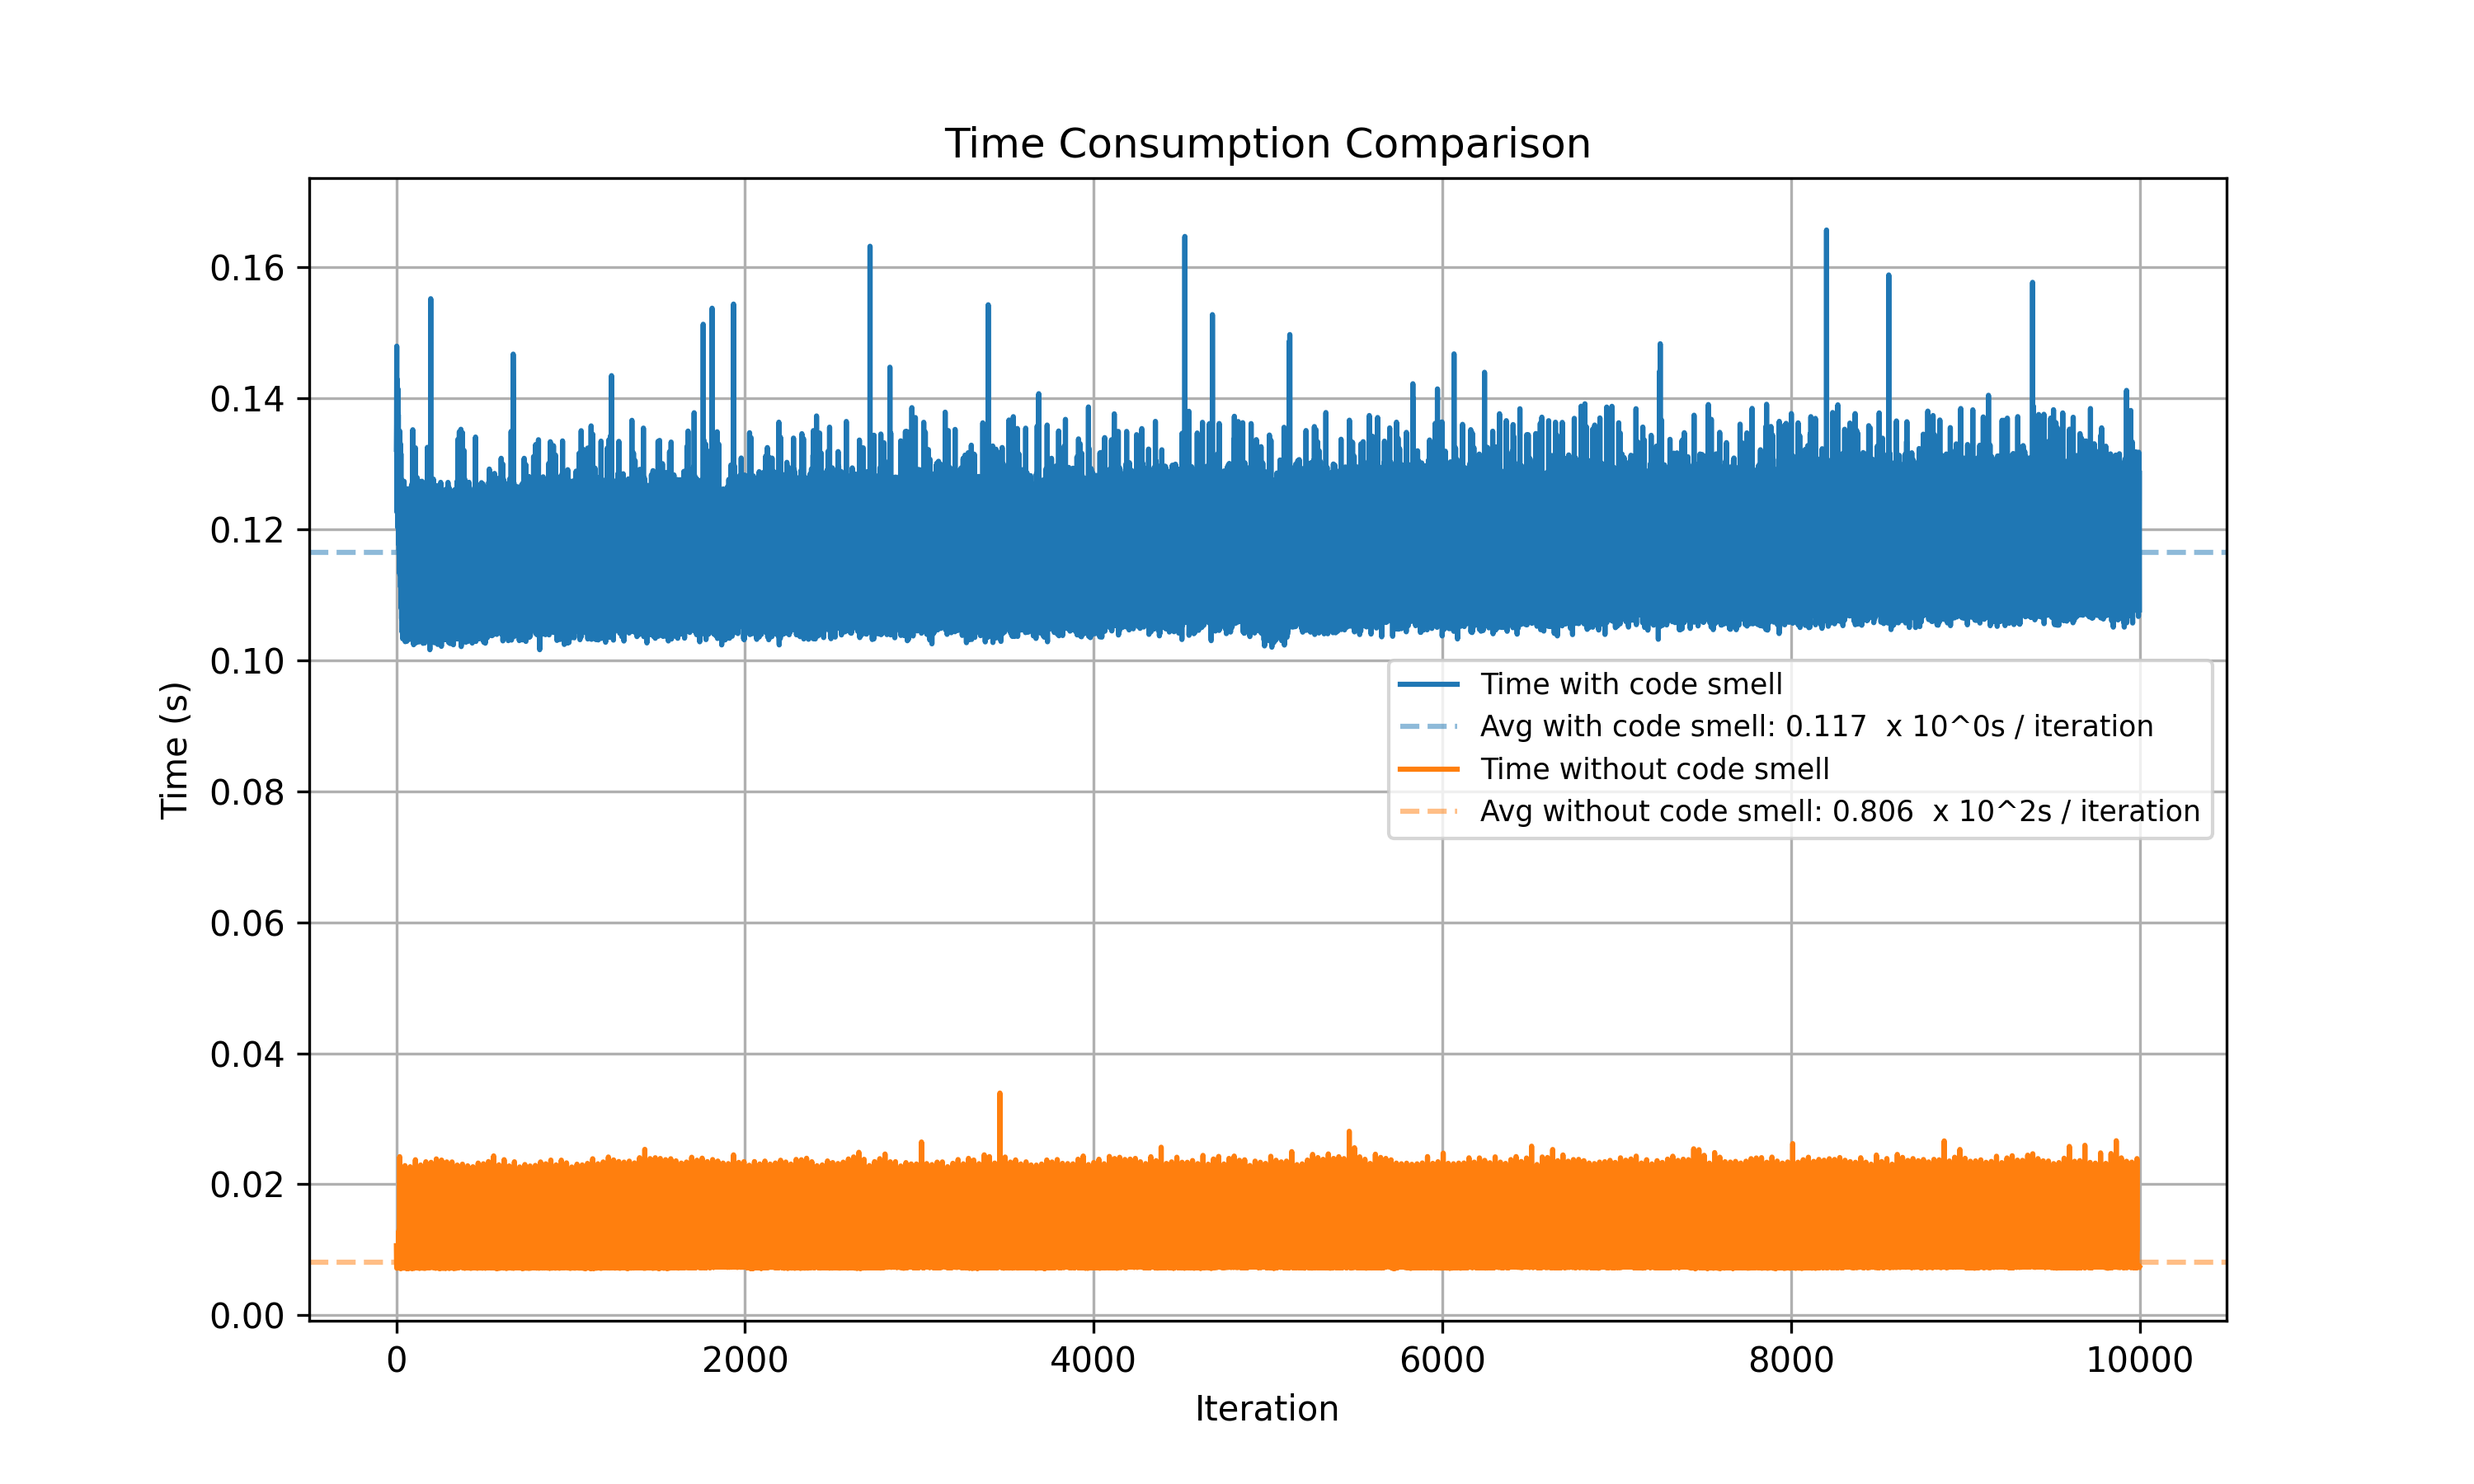 Time Consumption Comparison
Time (s)
0.16
0.14
0.12
0.10
0.08
0.06
0.04
0.02
0.00
Time with code smell
Avg with code smell: 0.117  x 10^0s / iteration
Time without code smell
Avg without code smell: 0.806  x 10^2s / iteration
0 2000 4000 6000 8000 10000
Iteration